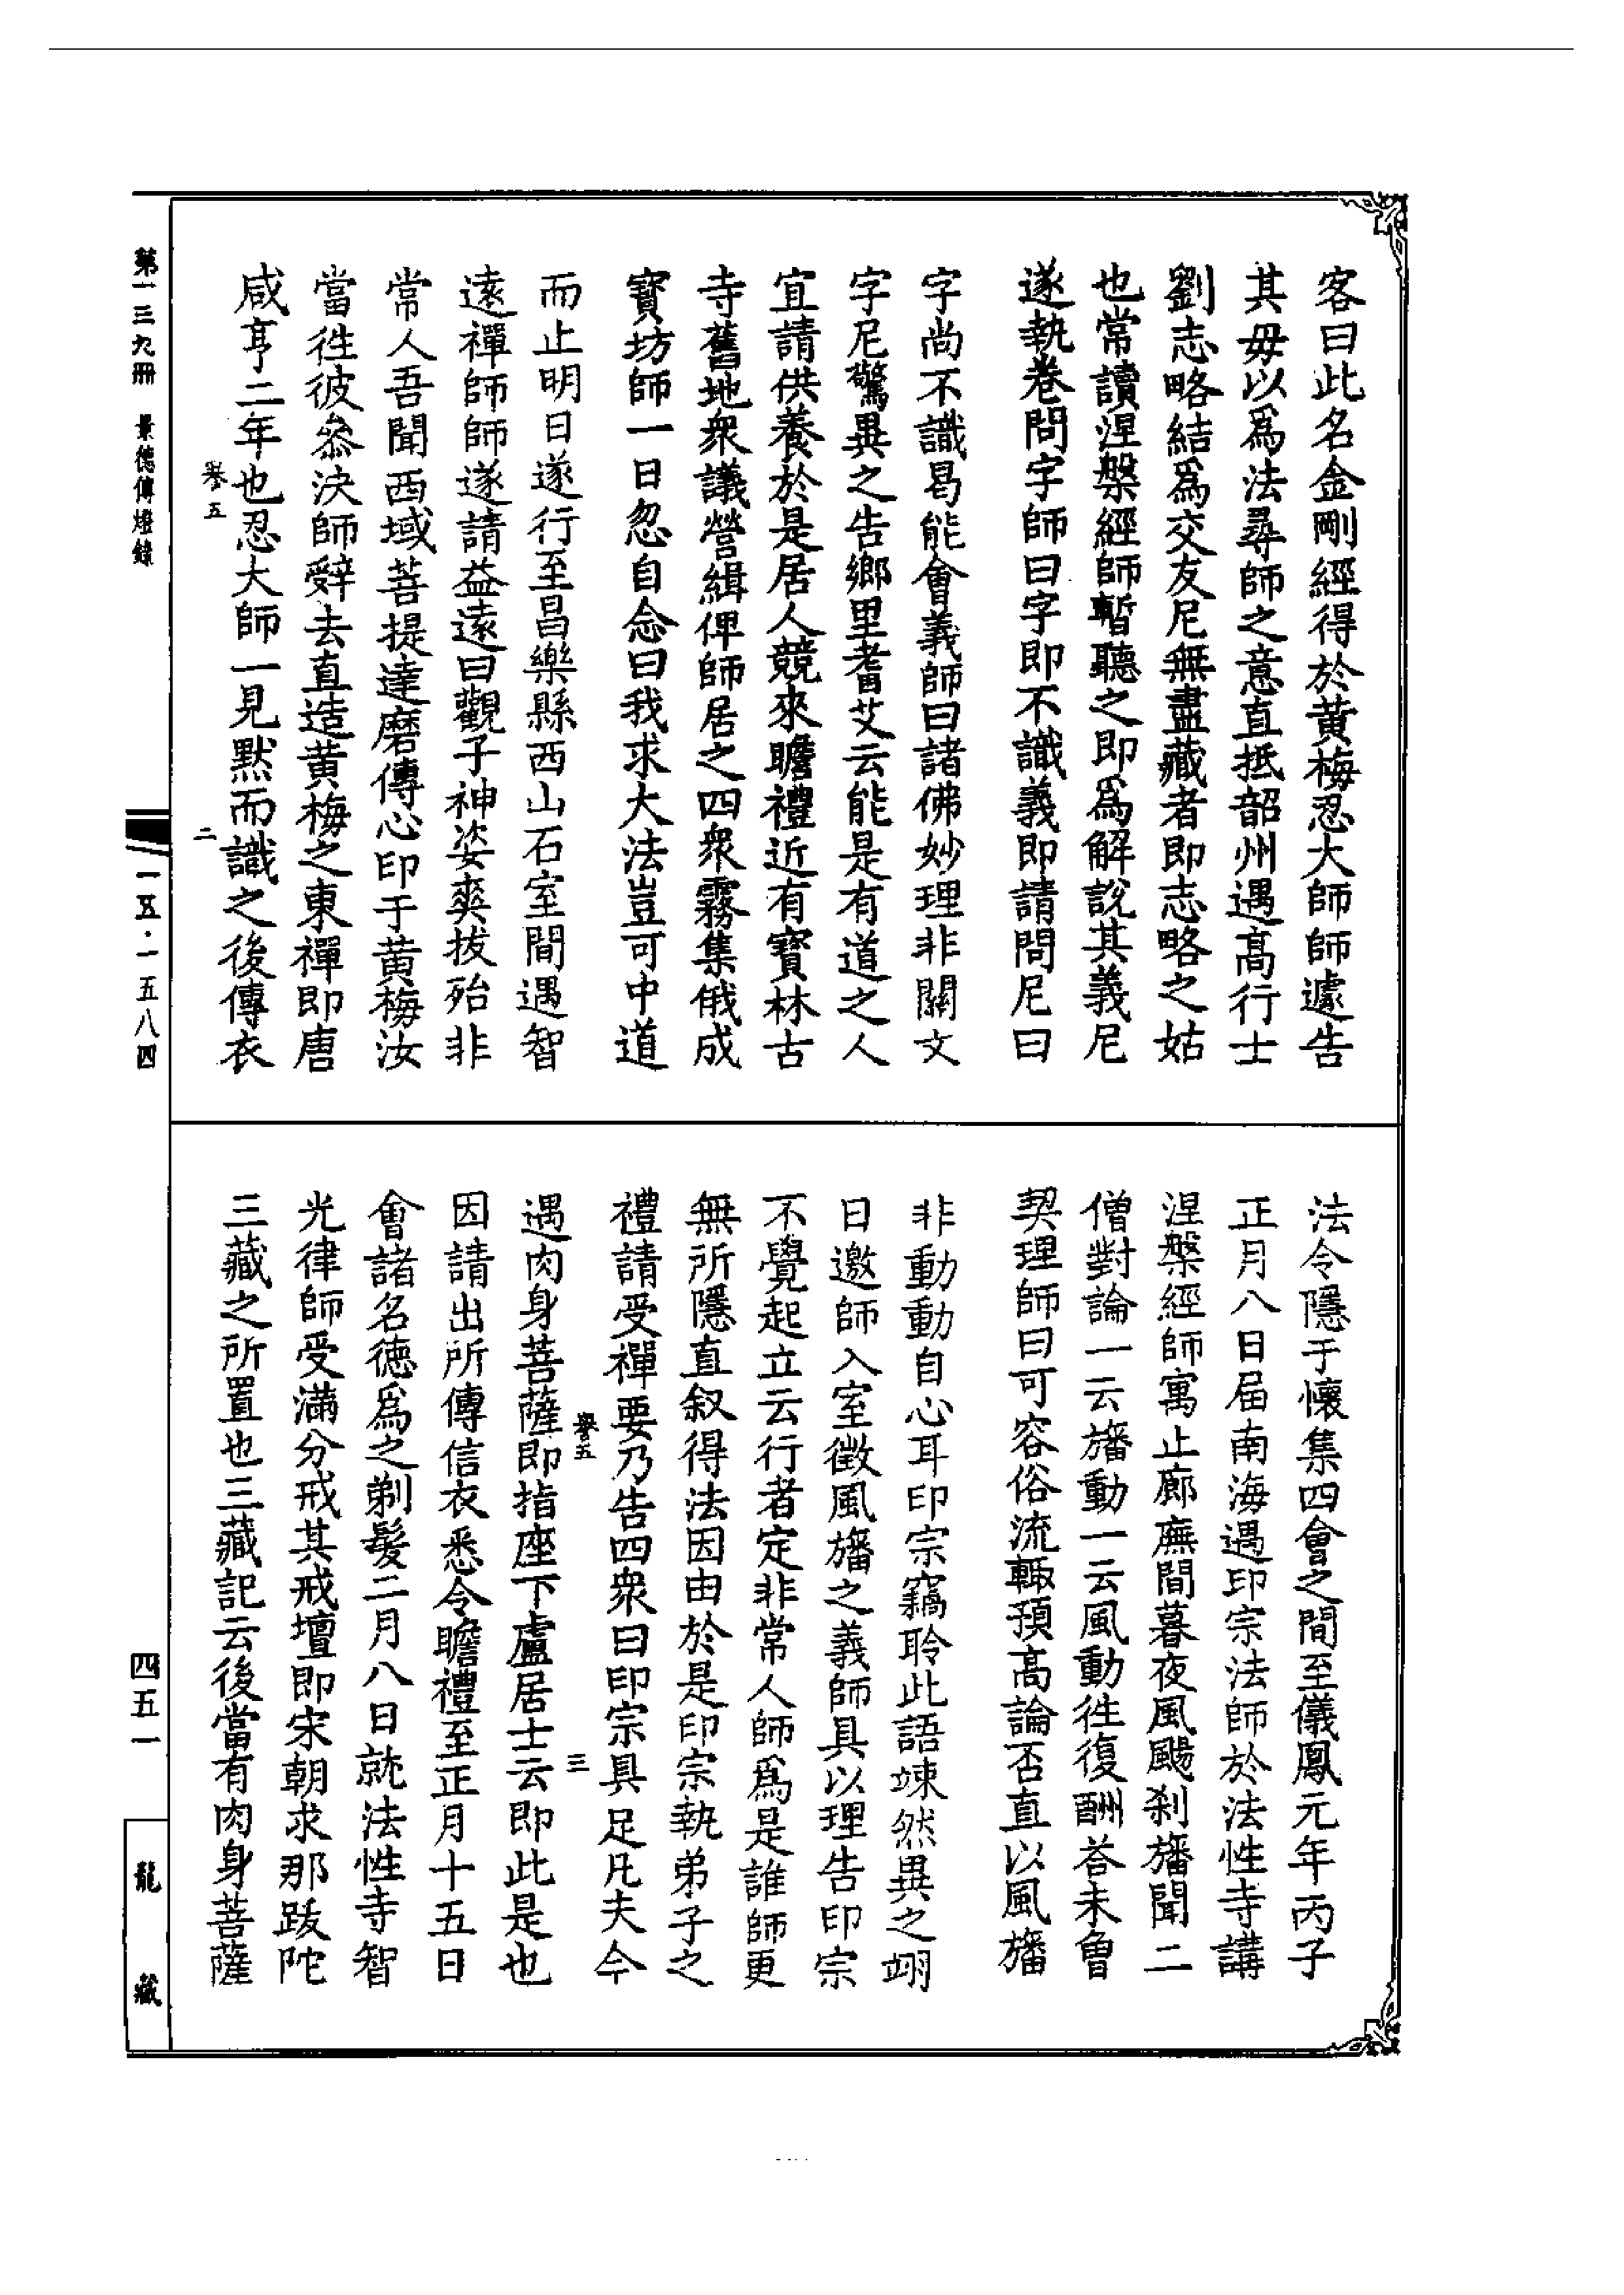 客曰此名金剛經得於黃梅忍大師師遽告
其毋以爲法尋師之意直抵韶州遇高行士
劉志略結爲交友尼無盡藏者即志略之姑
也常讀涅槃經師暫聽之即爲解說其義尼
遂執卷問字師曰字即不識義即請問尼曰
字尚不識曷能會義師曰諸佛妙理非關文
字尼驚異之告鄉里耆艾云能是有道之人
宜請供養於是居人競來瞻禮近有寶林古
寺舊地衆議營緝俾師居之四衆霧集俄成
寶坊師一日忽自念曰我求大法豈可中道
而止明日遂行至昌樂縣西山石室間遇智
遠禪師師遂請益遠曰觀子神姿爽拔殆非
常人吾聞西域菩提達磨傳心印于黃梅汝
當徃彼叅決師辤去直造黃梅之東禪即唐
咸亨二年也忍大師一見默而識之後傳衣
法令隱于懷集四會之間至儀鳳元年丙子
正月八日屆南海遇印宗法師於法性寺講
涅槃經師寓止廊廡間暮夜風颺刹旛聞二
僧對論一云旛動一云風動徃復酬荅未曾
契理師曰可容俗流輙預高論否直以風旛
非動動自心耳印宗竊聆此語竦然異之翊
日邀師入室徵風旛之義師具以理告印宗
不覺起立云行者定非常人師爲是誰師更
無所隱直叙得法因由於是印宗執弟子之
禮請受禪要乃告四衆曰印宗具足凡夫今
遇肉身菩薩即指座下盧居士云即此是也
因請出所傳信衣悉令瞻禮至正月十五日
會諸名德爲之剃髮二月八日就法性寺智
光律師受滿分戒其戒壇即宋朝求那跋陀
三藏之所置也三藏記云後當有肉身菩薩
第一三九冊 景德傳燈錄
一五·一五八四
四五一
龍藏
卷五
二
譽五
三